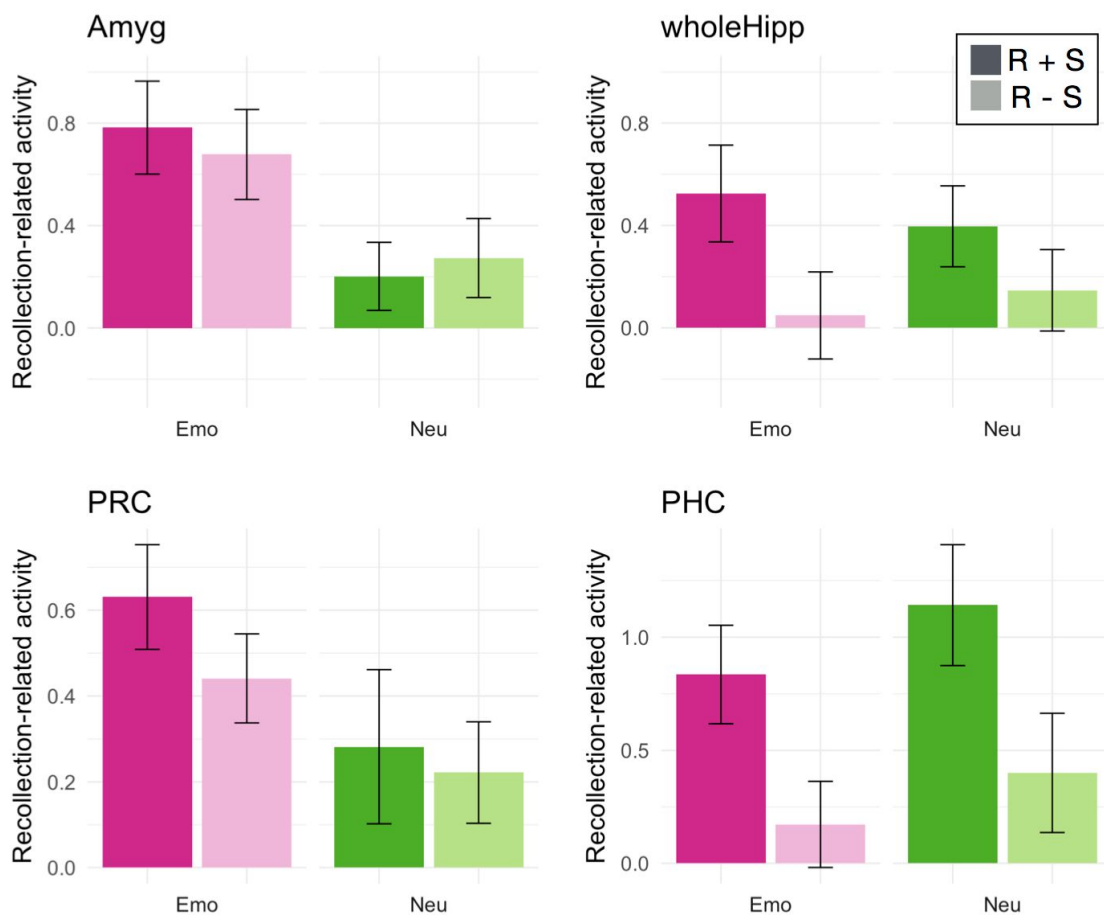 Amyg
Recollection-related activity
0.8
0.4
0.0
Emo
Neu
wholeHipp
R + S
R - S
Recollection-related activity
0.8
0.4
0.0
Emo
Neu
PRC
Recollection-related activity
0.6
0.4
0.2
0.0
Emo
Neu
PHC
Recollection-related activity
1.0
0.5
0.0
Emo
Neu